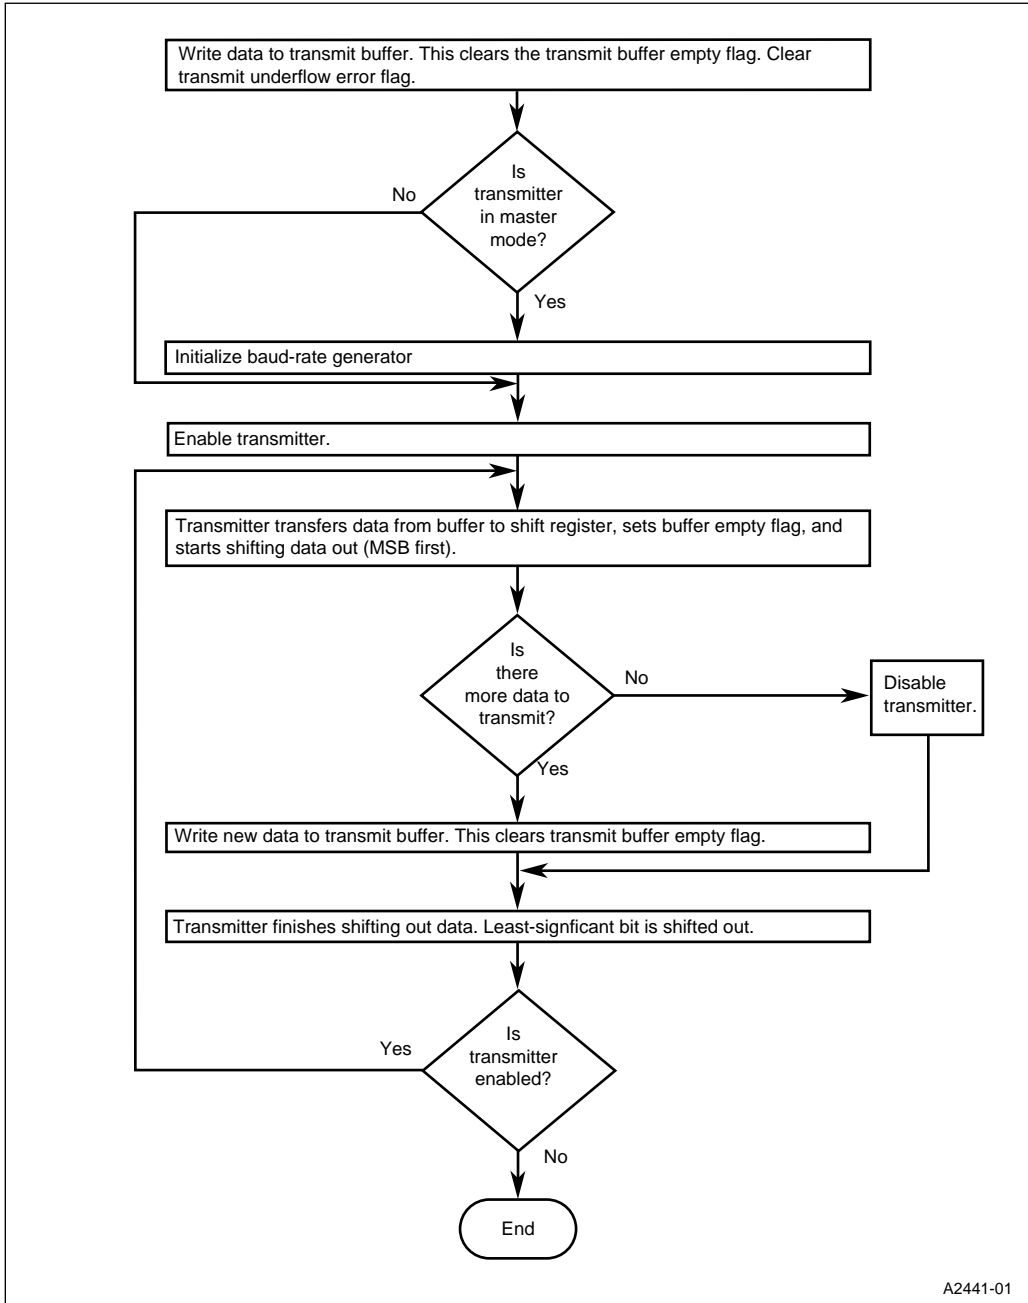 Write data to transmit buffer. This clears the transmit buffer empty flag. Clear
transmit underflow error flag.
Is
transmitter
in master
mode?
No
Yes
Initialize baud-rate generator
Enable transmitter.
Transmitter transfers data from buffer to shift register, sets buffer empty flag, and
starts shifting data out (MSB first).
Is
there
more data to
transmit?
No
Disable
transmitter.
Yes
Write new data to transmit buffer. This clears transmit buffer empty flag.
Transmitter finishes shifting out data. Least-signficant bit is shifted out.
Is
transmitter
enabled?
Yes
No
End
A2441-01